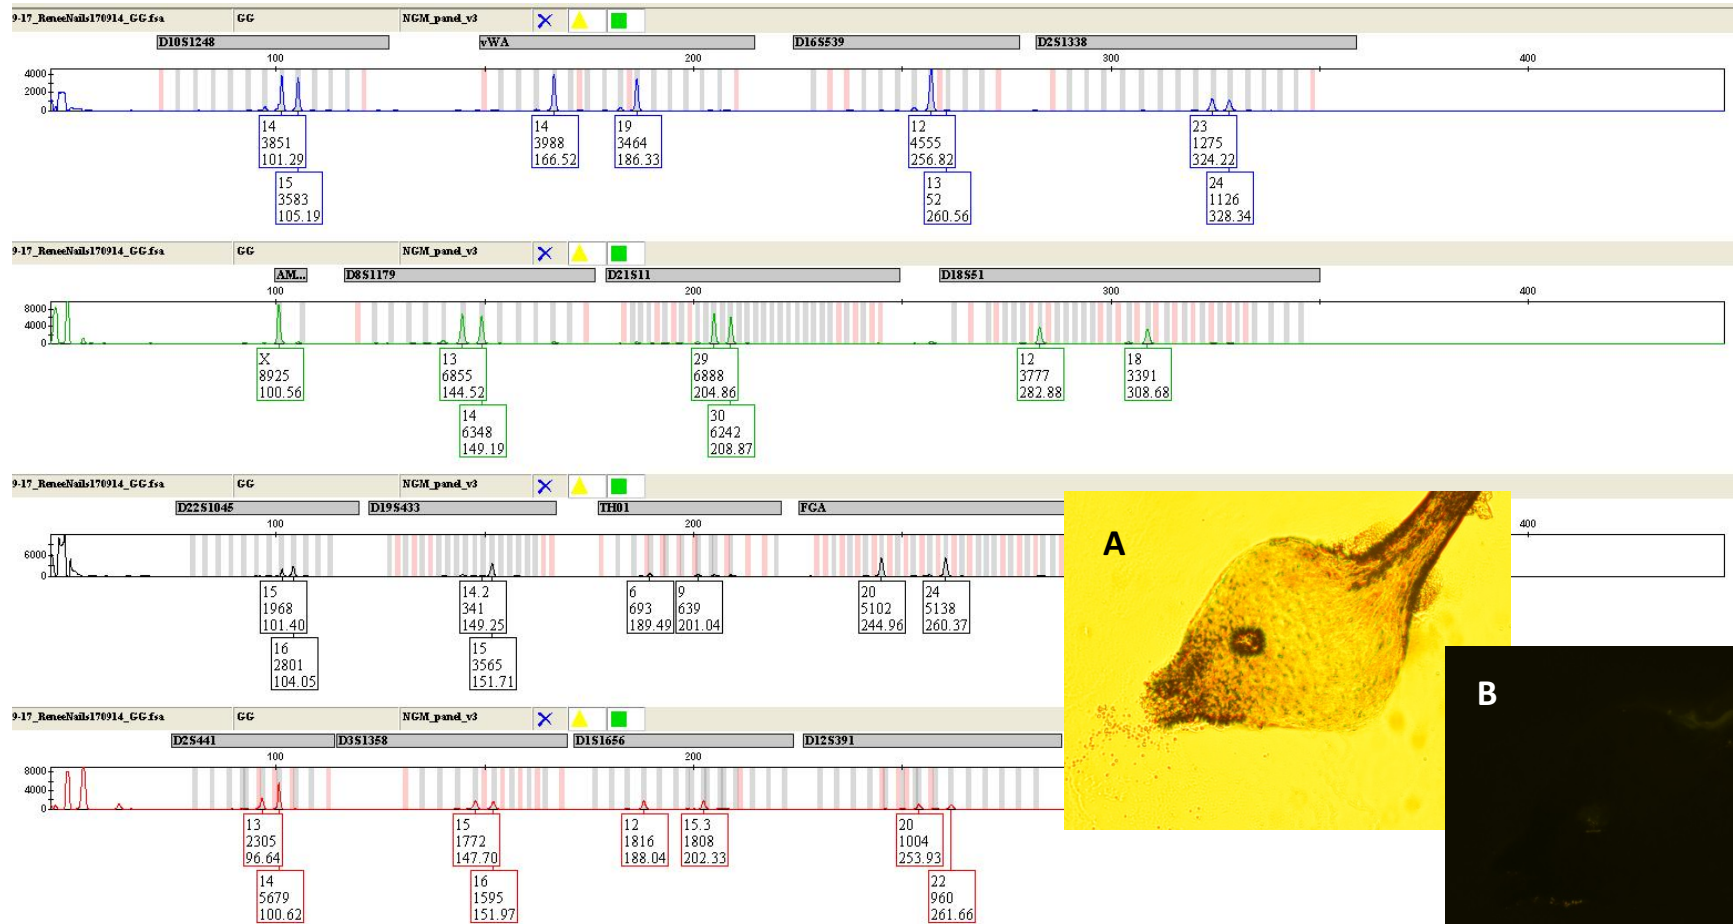 9-17_ReneeNails170914_GG.fsa GG NGM_panel_v3
D10S1248 vWA D16S539 D2S1338
100 200 300 400
4000
2000
0
14 14 19 12 23
3851 3988 3464 4555 1275
101.29 166.52 186.33 256.82 324.22
15 13 24
3583 52 1126
105.19 260.56 328.34
9-17_ReneeNails170914_GG.fsa GG NGM_panel_v3
AM... D8S1179 D21S11 D18S51
100 200 300 400
8000
4000
0
X 13 29 12 18
8925 6855 6888 3777 3391
100.56 144.52 204.86 282.88 308.68
14 30
6348 6242
149.19 208.87
9-17_ReneeNails170914_GG.fsa GG NGM_panel_v3
D22S1045 D19S433 TH01 FGA
100 200 400
6000
0
15 14.2 6 9 20 24
1968 341 693 639 5102 5138
101.40 149.25 189.49 201.04 244.96 260.37
16 15
2801 3565
104.05 151.71
A
9-17_ReneeNails170914_GG.fsa GG NGM_panel_v3
D2S441 D3S1358 D1S1656 D12S391
100 200
8000
4000
0
13 15 12 15.3 20
2305 1772 1816 1808 1004
96.64 147.70 188.04 202.33 253.93
14 16 22
5679 1595 960
100.62 151.97 261.66
B